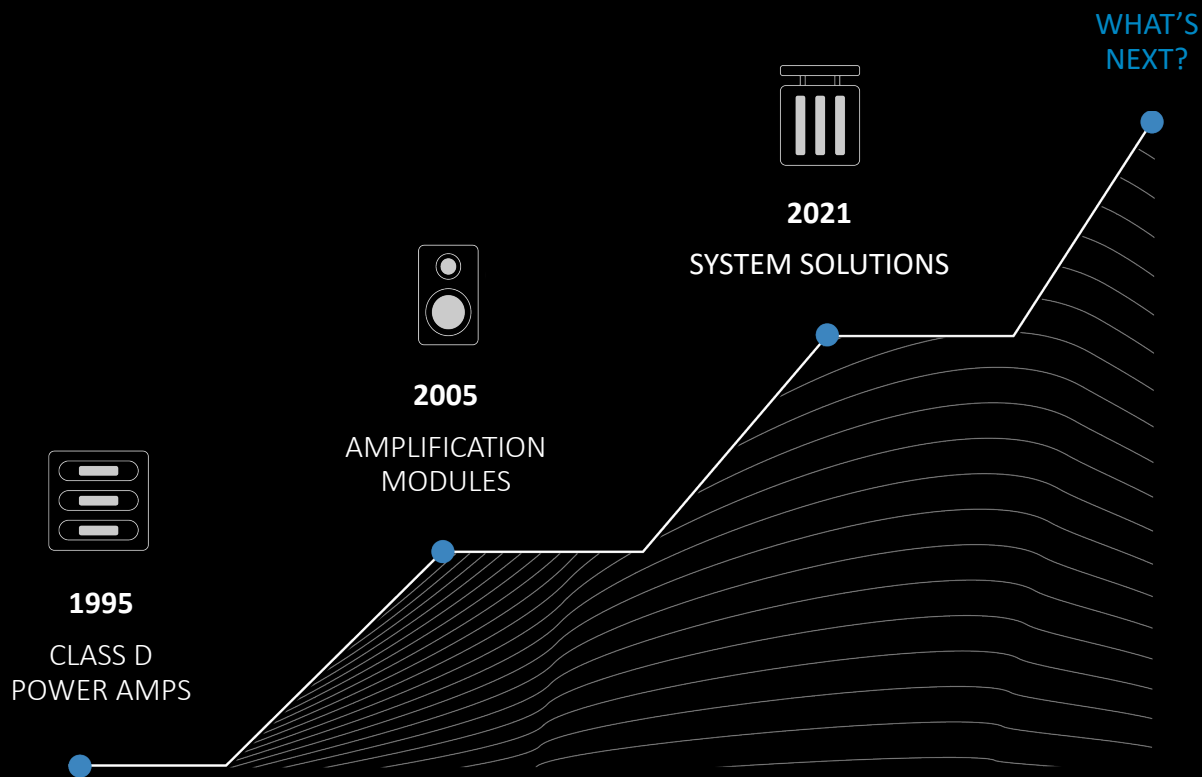 1995
CLASS D
POWER AMPS
2005
AMPLIFICATION
MODULES
2021
SYSTEM SOLUTIONS
WHAT’S
NEXT?